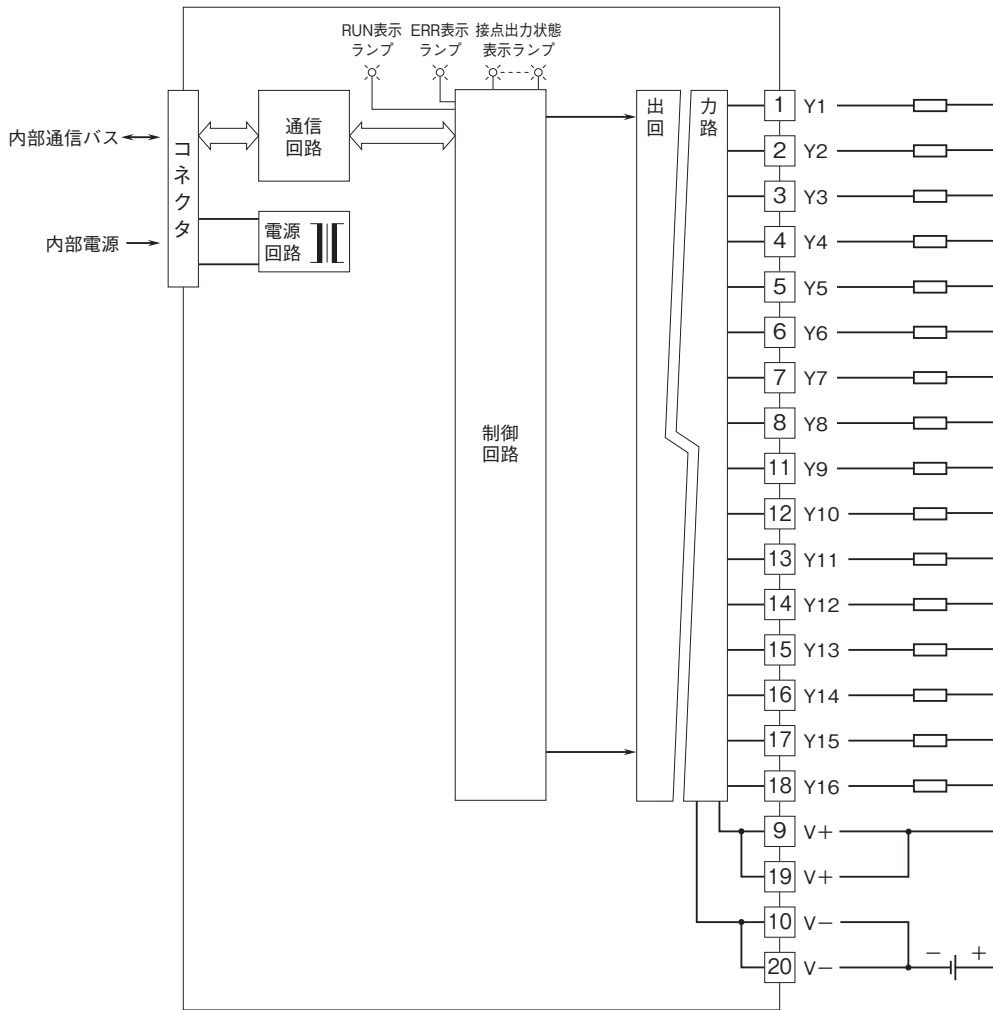 RUN表示
ランプ
ERR表示
ランプ
接点出力状態
表示ランプ
内部通信バス
コネクタ
通信
回路
内部電源
電源
回路
制御
回路
出力
回路
1 Y1
2 Y2
3 Y3
4 Y4
5 Y5
6 Y6
7 Y7
8 Y8
11 Y9
12 Y10
13 Y11
14 Y12
15 Y13
16 Y14
17 Y15
18 Y16
9 V+
19 V+
10 V−
20 V− − +